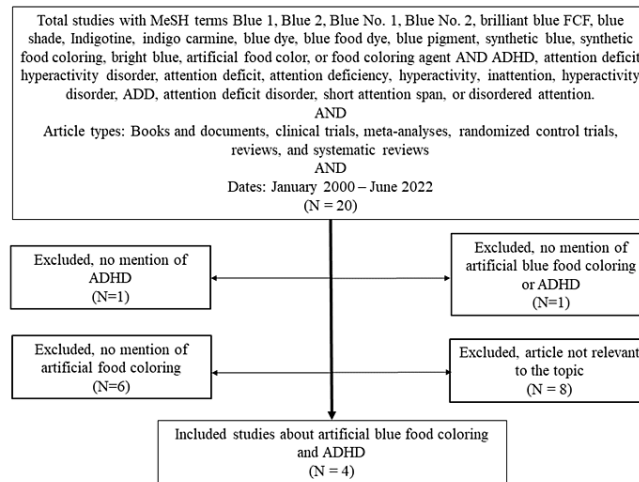 Total studies with MeSH terms Blue 1, Blue 2, Blue No. 1, Blue No. 2, brilliant blue FCF, blue
shade, Indigotine, indigo carmine, blue dye, blue food dye, blue pigment, synthetic blue, synthetic
food coloring, bright blue, artificial food color, or food coloring agent AND ADHD, attention deficit
hyperactivity disorder, attention deficit, attention deficiency, hyperactivity, inattention, hyperactivity
disorder, ADD, attention deficit disorder, short attention span, or disordered attention.
AND
Article types: Books and documents, clinical trials, meta-analyses, randomized control trials,
reviews, and systematic reviews
AND
Dates: January 2000 – June 2022
(N = 20)
Excluded, no mention of
ADHD
(N=1)
Excluded, no mention of
artificial blue food coloring
or ADHD
(N=1)
Excluded, no mention of
artificial food coloring
(N=6)
Excluded, article not relevant
to the topic
(N = 8)
Included studies about artificial blue food coloring
and ADHD
(N = 4)